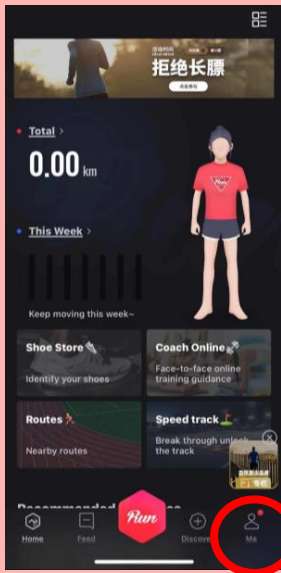 拒绝长膘
Total >
0.00 km
This Week >
Keep moving this week~
Shoe Store
Identify your shoes
Coach Online
Face-to-face online
training guidance
Routes
Nearby routes
Speed track
Break through unlock
the track
Run
Home
Feed
Discover
Me